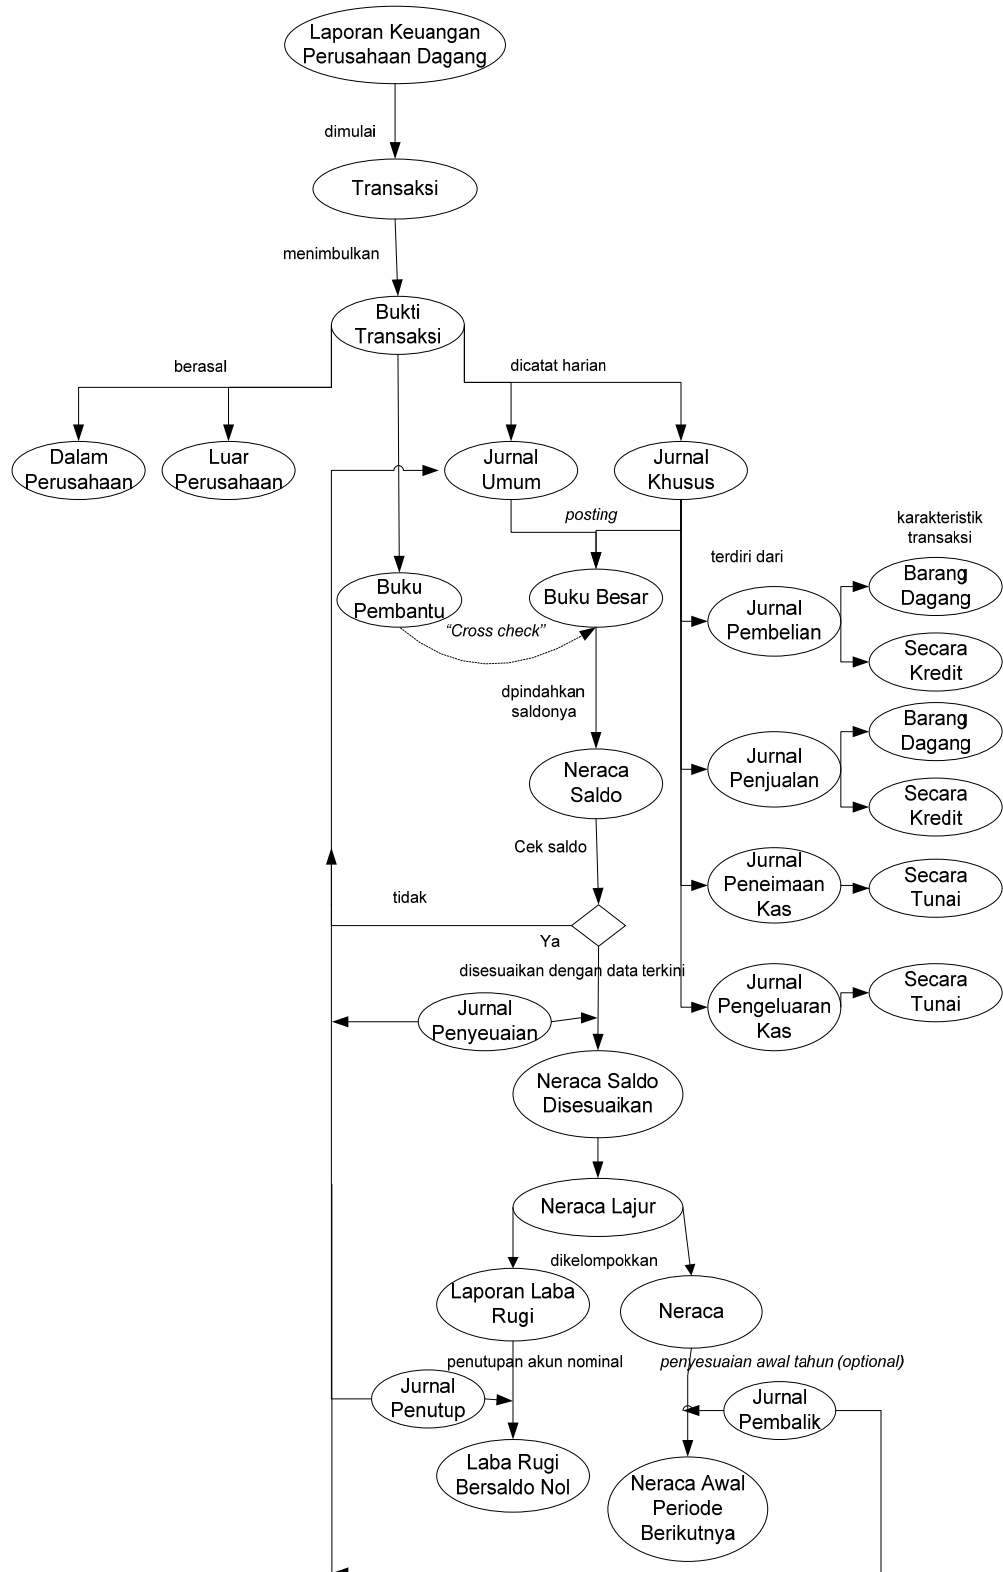 Laporan Keuangan
Perusahaan Dagang
dimulai
Transaksi
menimbulkan
Bukti
Transaksi
berasal
dicatat harian
Dalam
Perusahaan
Luar
Perusahaan
Jurnal
Umum
Jurnal
Khusus
posting
karakteristik
transaksi
terdiri dari
Buku
Pembantu
Buku Besar
"Cross check"
Jurnal
Pembelian
Barang
Dagang
Secara
Kredit
dpindahkan
saldonya
Neraca
Saldo
Jurnal
Penjualan
Barang
Dagang
Secara
Kredit
Cek saldo
Jurnal
Peneimaan
Kas
Secara
Tunai
tidak
Ya
disesuaikan dengan data terkini
Jurnal
Penyeuaian
Jurnal
Pengeluaran
Kas
Secara
Tunai
Neraca Saldo
Disesuaikan
Neraca Lajur
dikelompokkan
Laporan Laba
Rugi
Neraca
penutupan akun nominal
penyesuaian awal tahun (optional)
Jurnal
Penutup
Jurnal
Pembalik
Laba Rugi
Bersaldo Nol
Neraca Awal
Periode
Berikutnya